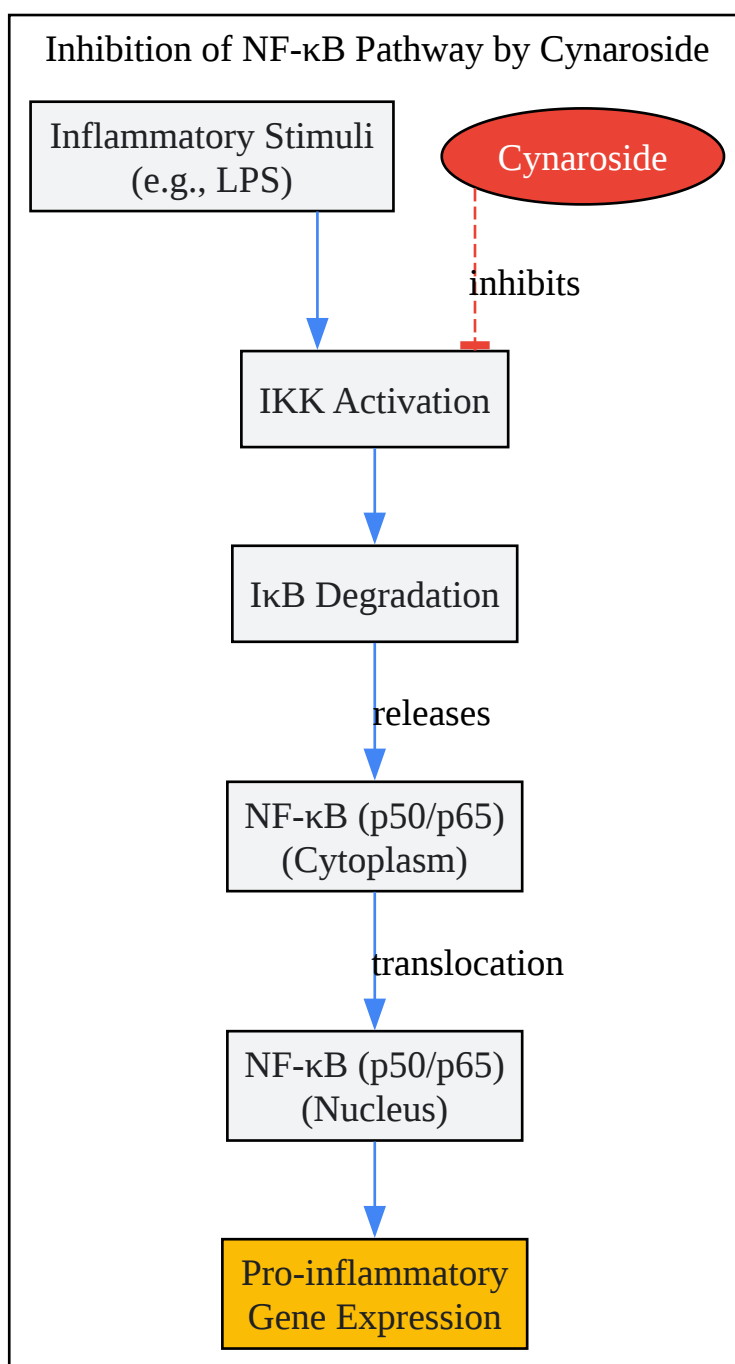 Inhibition of NF-κB Pathway by Cynaroside
Inflammatory Stimuli
(e.g., LPS)
Cynaroside
inhibits
IKK Activation
IκB Degradation
releases
NF-κB (p50/p65)
(Cytoplasm)
translocation
NF-κB (p50/p65)
(Nucleus)
Pro-inflammatory
Gene Expression